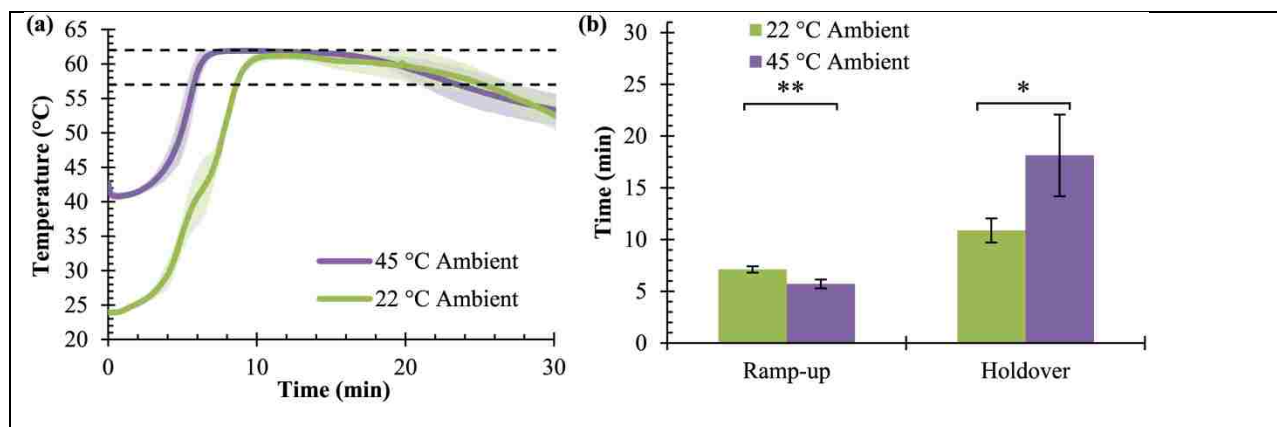 (a)
65
60
55
50
45
40
35
30
25
20
Temperature (°C)
45 °C Ambient
22 °C Ambient
0
10
20
30
Time (min)
(b)
30
25
20
15
10
5
0
Time (min)
22 °C Ambient
45 °C Ambient
**
*
Ramp-up
Holdover